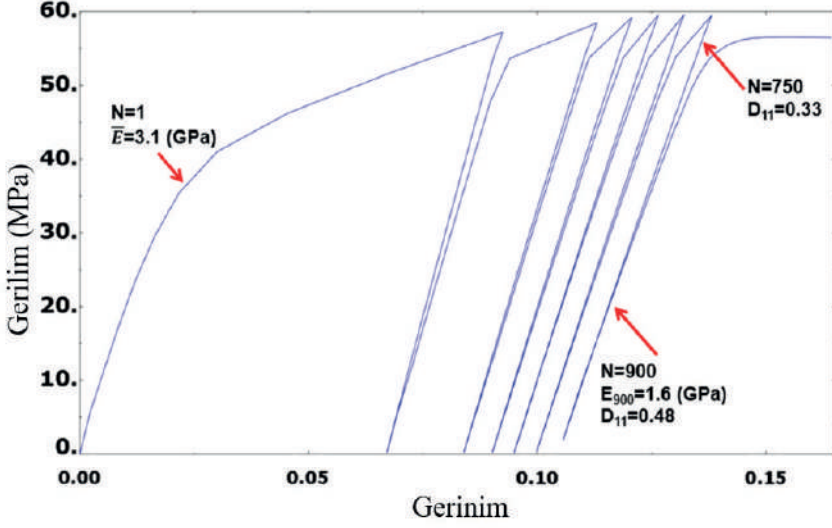 60.
50.
40.
30.
20.
10.
0.
Gerilim (MPa)
N=1
E̅=3.1 (GPa)
N=750
D₁₁=0.33
N=900
E₉₀₀=1.6 (GPa)
D₁₁=0.48
0.00 0.05 0.10 0.15
Gerinim